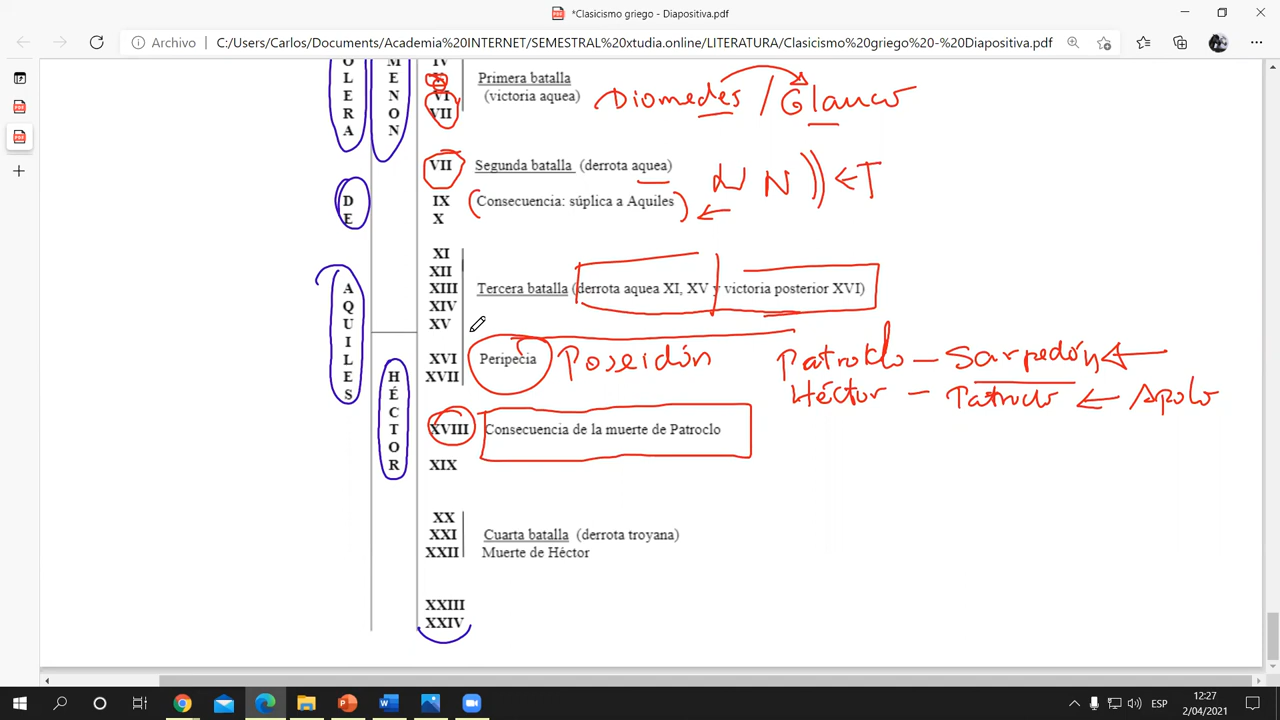 *Clasicismo griego - Diapositiva.pdf
Archivo | C:/Users/Carlos/Documents/Academia%20INTERNET/SEMESTRAL%20xtudia.online/LITERATURA/Clasicismo%20griego%20-%20Diapositiva.pdf
O L E R A
M E N O N
IV
VI
VII
Primera batalla
(victoria aquea)
Diomedes / Glauco
VII Segunda batalla (derrota aquea)
N )) ← T
D E
IX (Consecuencia: súplica a Aquiles) ←
X
A Q U I L E S
XI
XII
XIII Tercera batalla (derrota aquea XI, XV y victoria posterior XVI)
XIV
XV
H É C T O R
XVI Peripecia Poseidón
XVII
Patroklo — Sarpedón ←
Héctor — Patroclo ← Apolo
XVIII Consecuencia de la muerte de Patroclo
XIX
XX
XXI Cuarta batalla (derrota troyana)
XXII Muerte de Héctor
XXIII
XXIV
ESP
12:27
2/04/2021